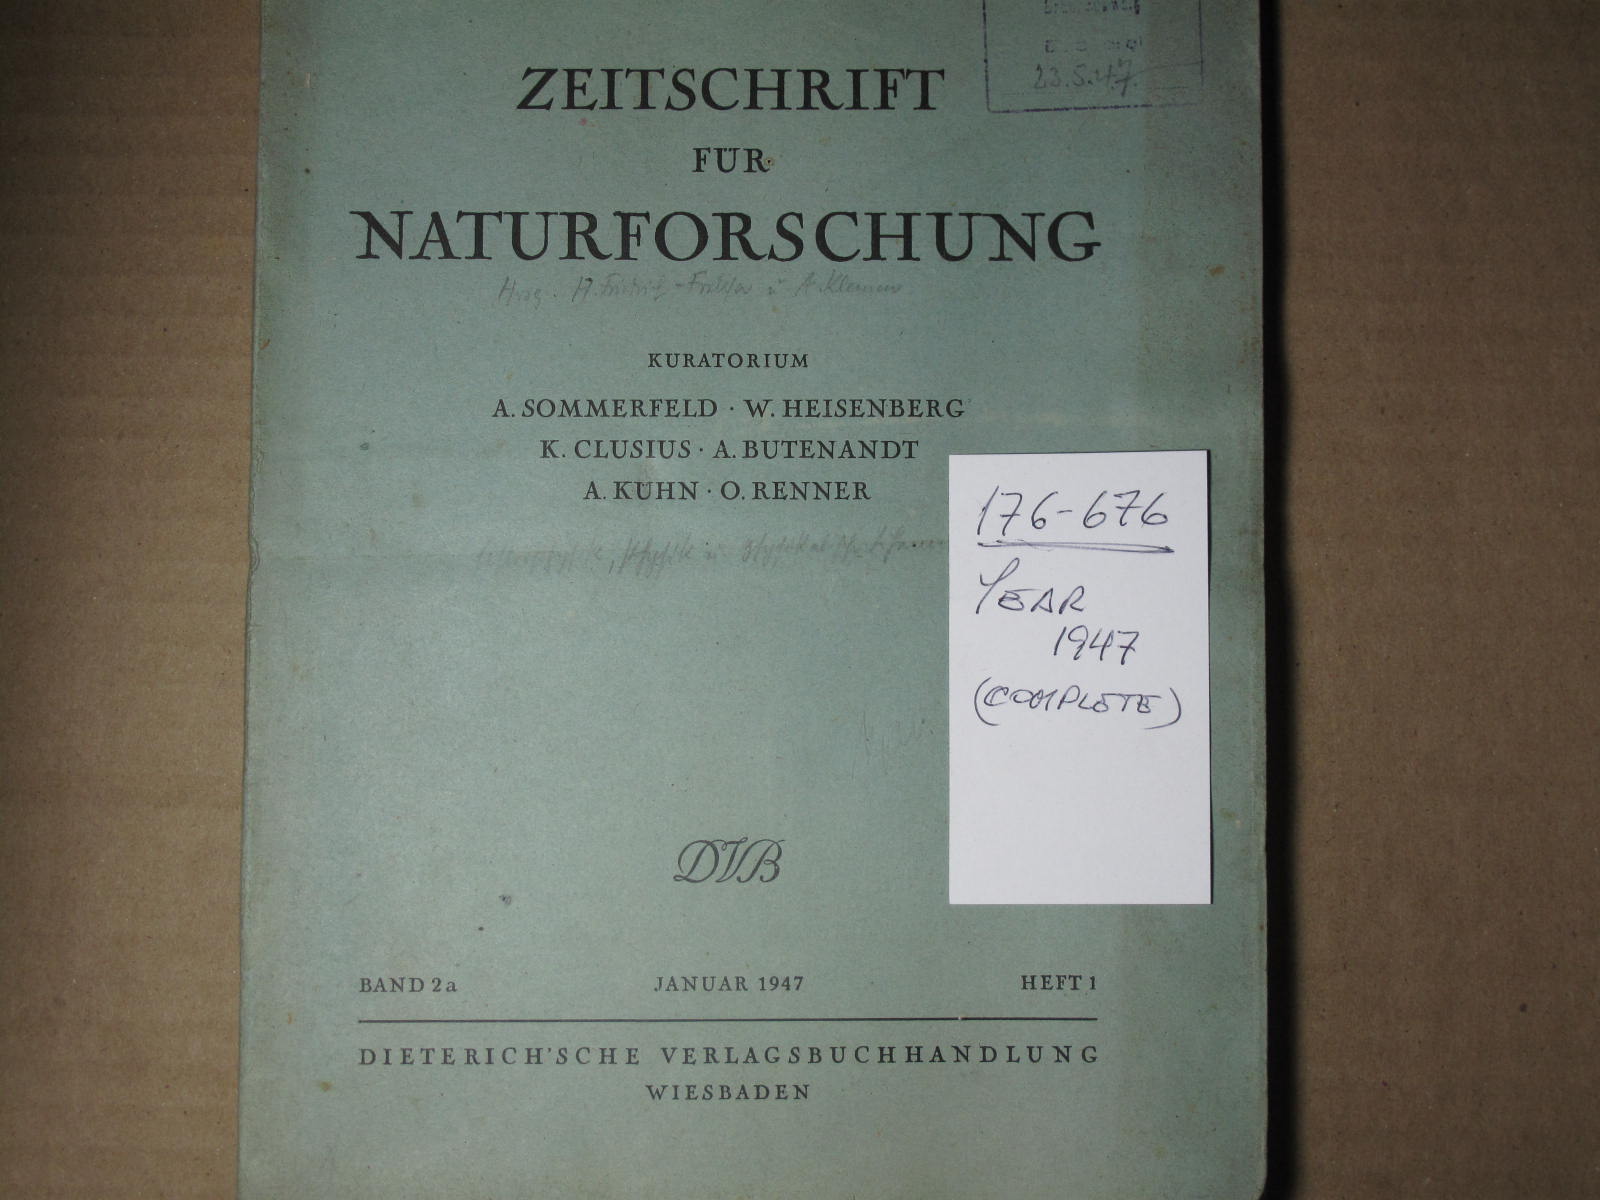 23.5.47.
ZEITSCHRIFT
FÜR
NATURFORSCHUNG
KURATORIUM
A. SOMMERFELD · W. HEISENBERG
K. CLUSIUS · A. BUTENANDT
A. KÜHN · O. RENNER
176-676
YEAR
1947
(COMPLETE)
DVB
BAND 2a JANUAR 1947 HEFT 1
DIETERICH'SCHE VERLAGSBUCHHANDLUNG
WIESBADEN